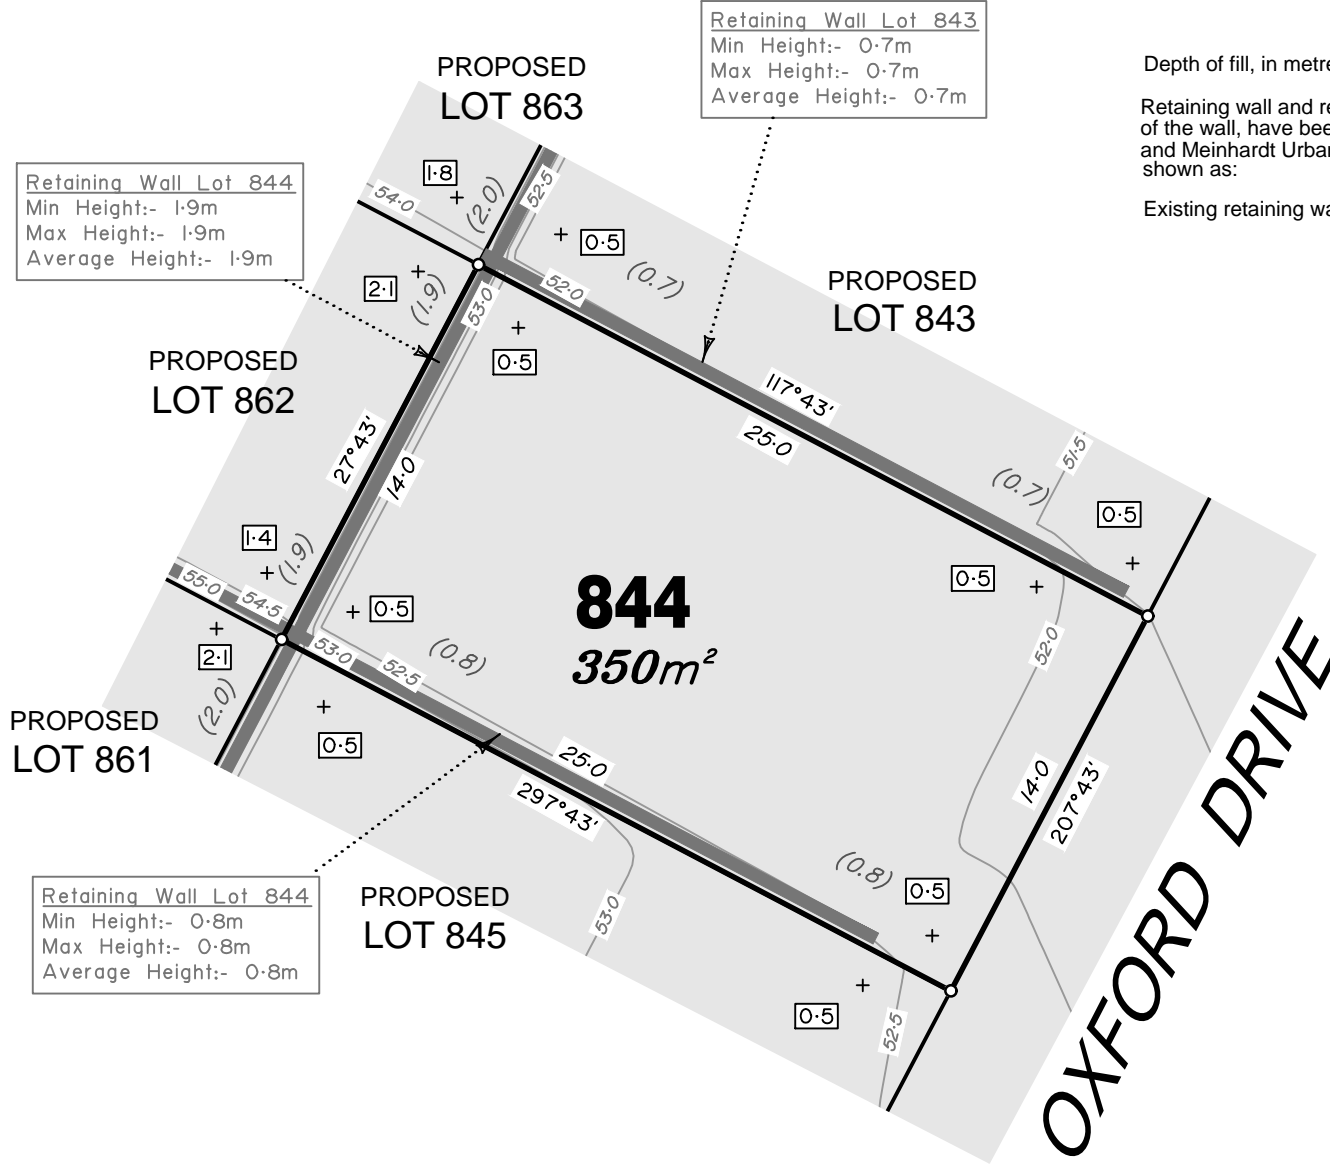 Retaining Wall Lot 843
Min Height:- 0·7m
Max Height:- 0·7m
Average Height:- 0·7m
Depth of fill, in metre
Retaining wall and re
of the wall, have bee
and Meinhardt Urba
shown as:
Existing retaining wa
PROPOSED
LOT 863
Retaining Wall Lot 844
Min Height:- 1·9m
Max Height:- 1·9m
Average Height:- 1·9m
1·8
54·0
(2.0)
52·5
0·5
(0.7)
52·0
2·1
(1.9)
53·0
0·5
PROPOSED
LOT 843
PROPOSED
LOT 862
117°43'
25·0
27°43'
14·0
51·5
(0.7)
0·5
1·4
(1.9)
55·0
54·5
0·5
0·5
844
350m²
52·0
2·1
53·0
52·5
(0.8)
(2.0)
0·5
PROPOSED
LOT 861
25·0
297°43'
14·0
207°43'
OXFORD DRIVE
(0.8)
0·5
Retaining Wall Lot 844
Min Height:- 0·8m
Max Height:- 0·8m
Average Height:- 0·8m
PROPOSED
LOT 845
53·0
0·5
52·5